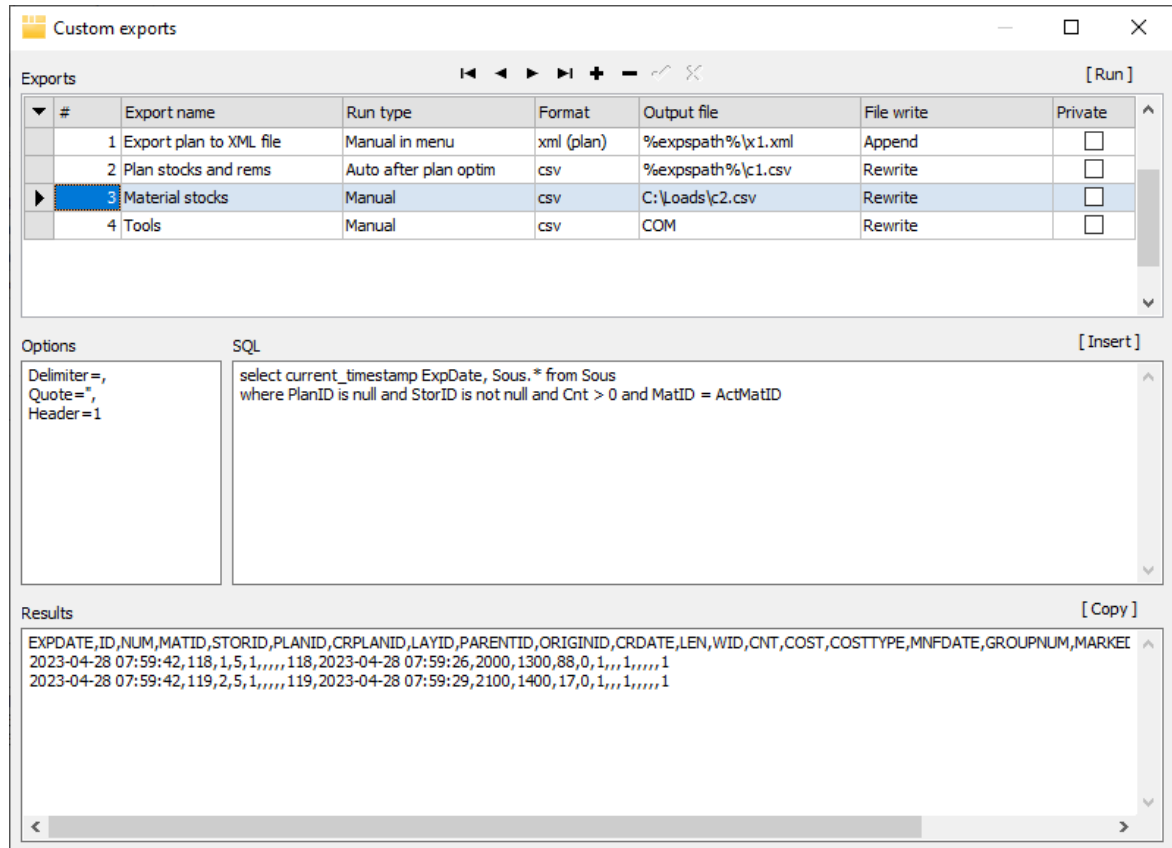 Custom exports
Exports
[ Run ]
# Export name Run type Format Output file File write Private
1 Export plan to XML file Manual in menu xml (plan) %expspath%\x1.xml Append
2 Plan stocks and rems Auto after plan optim csv %expspath%\c1.csv Rewrite
3 Material stocks Manual csv C:\Loads\c2.csv Rewrite
4 Tools Manual csv COM Rewrite
Options SQL [ Insert ]
Delimiter=,
Quote=",
Header=1
select current_timestamp ExpDate, Sous.* from Sous
where PlanID is null and StorID is not null and Cnt > 0 and MatID = ActMatID
Results [ Copy ]
EXPDATE,ID,NUM,MATID,STORID,PLANID,CRPLANID,LAYID,PARENTID,ORIGINID,CRDATE,LEN,WID,CNT,COST,COSTTYPE,MNFDATE,GROUPNUM,MARKED
2023-04-28 07:59:42,118,1,5,1,,,,,118,2023-04-28 07:59:26,2000,1300,88,0,1,,,1,,,,,1
2023-04-28 07:59:42,119,2,5,1,,,,,119,2023-04-28 07:59:29,2100,1400,17,0,1,,,1,,,,,1